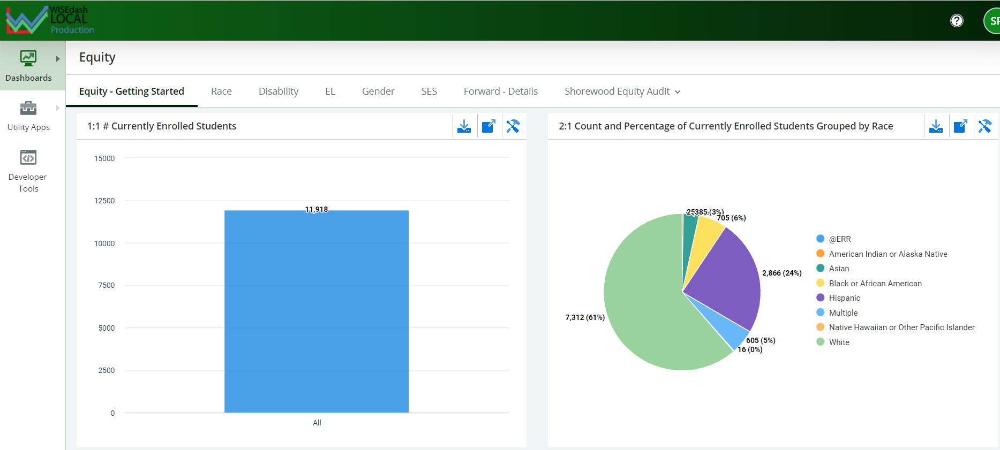 WISEdash
LOCAL
Production
?
SF
Dashboards
Utility Apps
Developer
Tools
Equity
Equity - Getting Started
Race
Disability
EL
Gender
SES
Forward - Details
Shorewood Equity Audit
1:1 # Currently Enrolled Students
15000
12500
10000
7500
5000
2500
0
11,918
All
2:1 Count and Percentage of Currently Enrolled Students Grouped by Race
385 (3%)
705 (6%)
2,866 (24%)
7,312 (61%)
605 (5%)
16 (0%)
@ERR
American Indian or Alaska Native
Asian
Black or African American
Hispanic
Multiple
Native Hawaiian or Other Pacific Islander
White